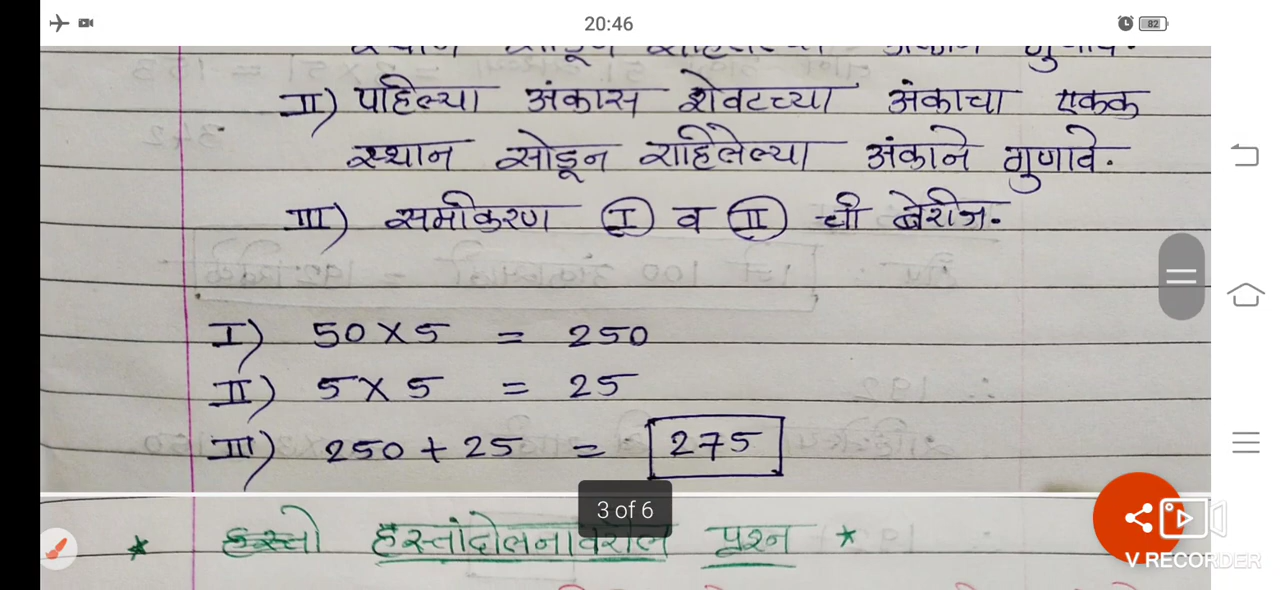 20:46
82
II) पहिल्या अंकास शेवटच्या अंकाचा एकक
स्थान सोडून राहिलेल्या अंकाने गुणावे.
III) समीकरण (I) व (II) ची बेरीज.
I) 50 × 5 = 250
II) 5 × 5 = 25
III) 250 + 25 = 275
3 of 6
* हस्तांदोलनावरील प्रश्न *
V RECORDER